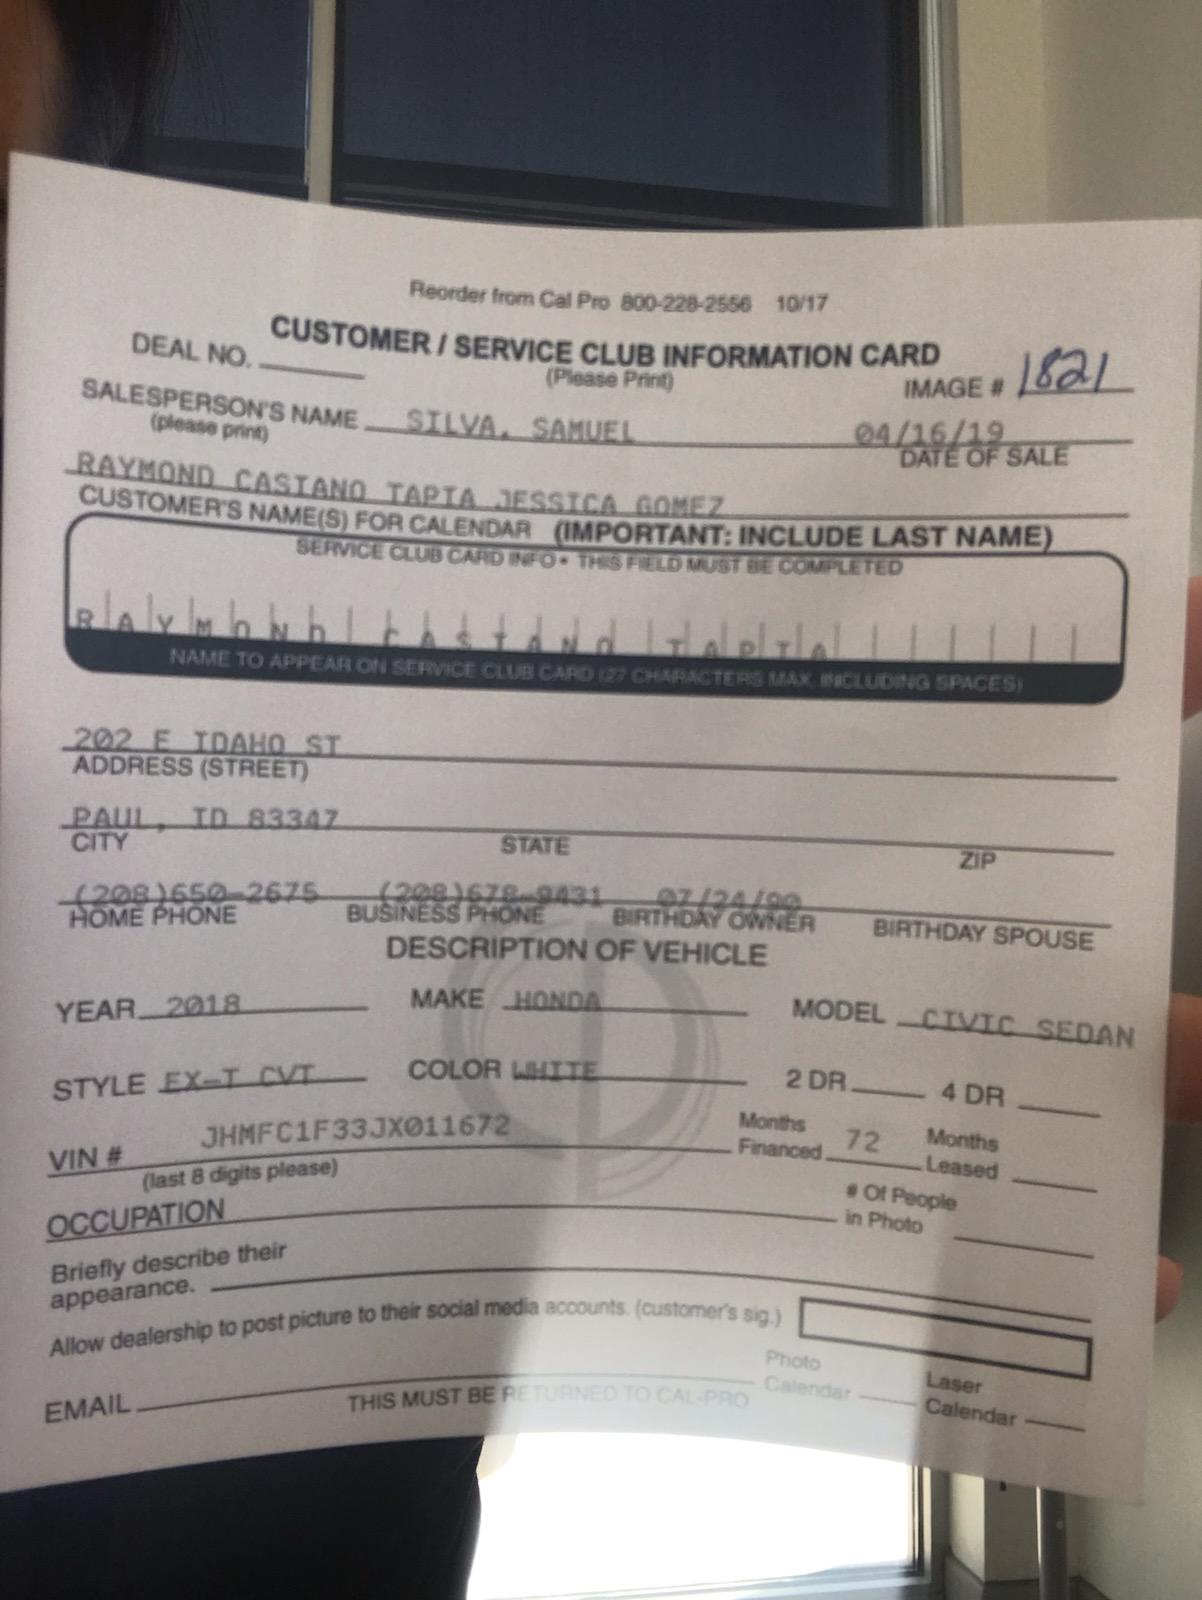 Reorder from Cal Pro 800-228-2556 10/17
CUSTOMER / SERVICE CLUB INFORMATION CARD
DEAL NO. (Please Print) IMAGE # 1821
SALESPERSON'S NAME SILVA, SAMUEL 04/16/19
(please print) DATE OF SALE
RAYMOND CASTANO TAPIA JESSICA GOMEZ
CUSTOMER'S NAME(S) FOR CALENDAR (IMPORTANT: INCLUDE LAST NAME)
SERVICE CLUB CARD INFO • THIS FIELD MUST BE COMPLETED
RAYMOND CASTANO TAPIA
NAME TO APPEAR ON SERVICE CLUB CARD (27 CHARACTERS MAX. INCLUDING SPACES)
202 E IDAHO ST
ADDRESS (STREET)
PAUL, ID 83347
CITY STATE ZIP
(208)650-2675 (208)678-9431 07/24/90
HOME PHONE BUSINESS PHONE BIRTHDAY OWNER BIRTHDAY SPOUSE
DESCRIPTION OF VEHICLE
YEAR 2018 MAKE HONDA MODEL CIVIC SEDAN
STYLE EX-T CVT COLOR WHITE 2 DR 4 DR
VIN # JHMFC1F33JX011672 Months Financed 72 Months Leased
(last 8 digits please)
OCCUPATION # Of People in Photo
Briefly describe their
appearance.
Allow dealership to post picture to their social media accounts. (customer's sig.)
EMAIL Photo Calendar Laser Calendar
THIS MUST BE RETURNED TO CAL-PRO